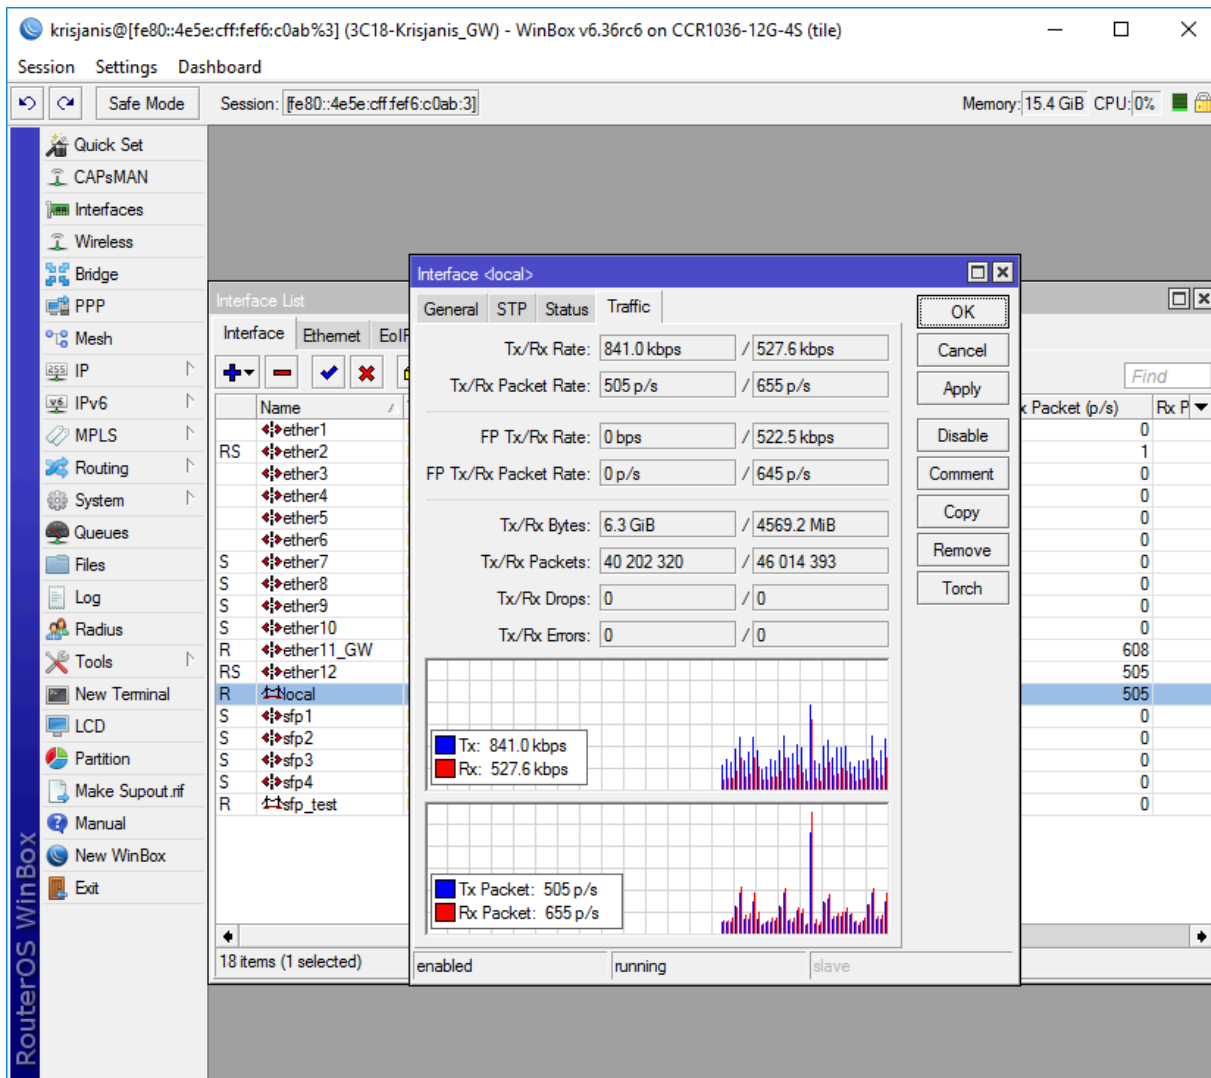 krisjanis@[fe80::4e5e:cff:fef6:c0ab%3] (3C18-Krisjanis_GW) - WinBox v6.36rc6 on CCR1036-12G-4S (tile)
Session Settings Dashboard
Safe Mode Session: [fe80::4e5e:cff:fef6:c0ab:3] Memory: 15.4 GiB CPU: 0%
Quick Set
CAPsMAN
Interfaces
Wireless
Bridge
PPP
Mesh
IP
IPv6
MPLS
Routing
System
Queues
Files
Log
Radius
Tools
New Terminal
LCD
Partition
Make Supout.rif
Manual
New WinBox
Exit
RouterOS WinBox
Interface List
Interface Ethernet EoIP
Find
Name x Packet (p/s) Rx P
ether1 0
RS ether2 1
ether3 0
ether4 0
ether5 0
ether6 0
S ether7 0
S ether8 0
S ether9 0
S ether10 0
R ether11_GW 608
RS ether12 505
R local 505
S sfp1 0
S sfp2 0
S sfp3 0
S sfp4 0
R sfp_test 0
18 items (1 selected)
Interface <local>
General STP Status Traffic
Tx/Rx Rate: 841.0 kbps / 527.6 kbps
Tx/Rx Packet Rate: 505 p/s / 655 p/s
FP Tx/Rx Rate: 0 bps / 522.5 kbps
FP Tx/Rx Packet Rate: 0 p/s / 645 p/s
Tx/Rx Bytes: 6.3 GiB / 4569.2 MiB
Tx/Rx Packets: 40 202 320 / 46 014 393
Tx/Rx Drops: 0 / 0
Tx/Rx Errors: 0 / 0
Tx: 841.0 kbps
Rx: 527.6 kbps
Tx Packet: 505 p/s
Rx Packet: 655 p/s
OK
Cancel
Apply
Disable
Comment
Copy
Remove
Torch
enabled running slave